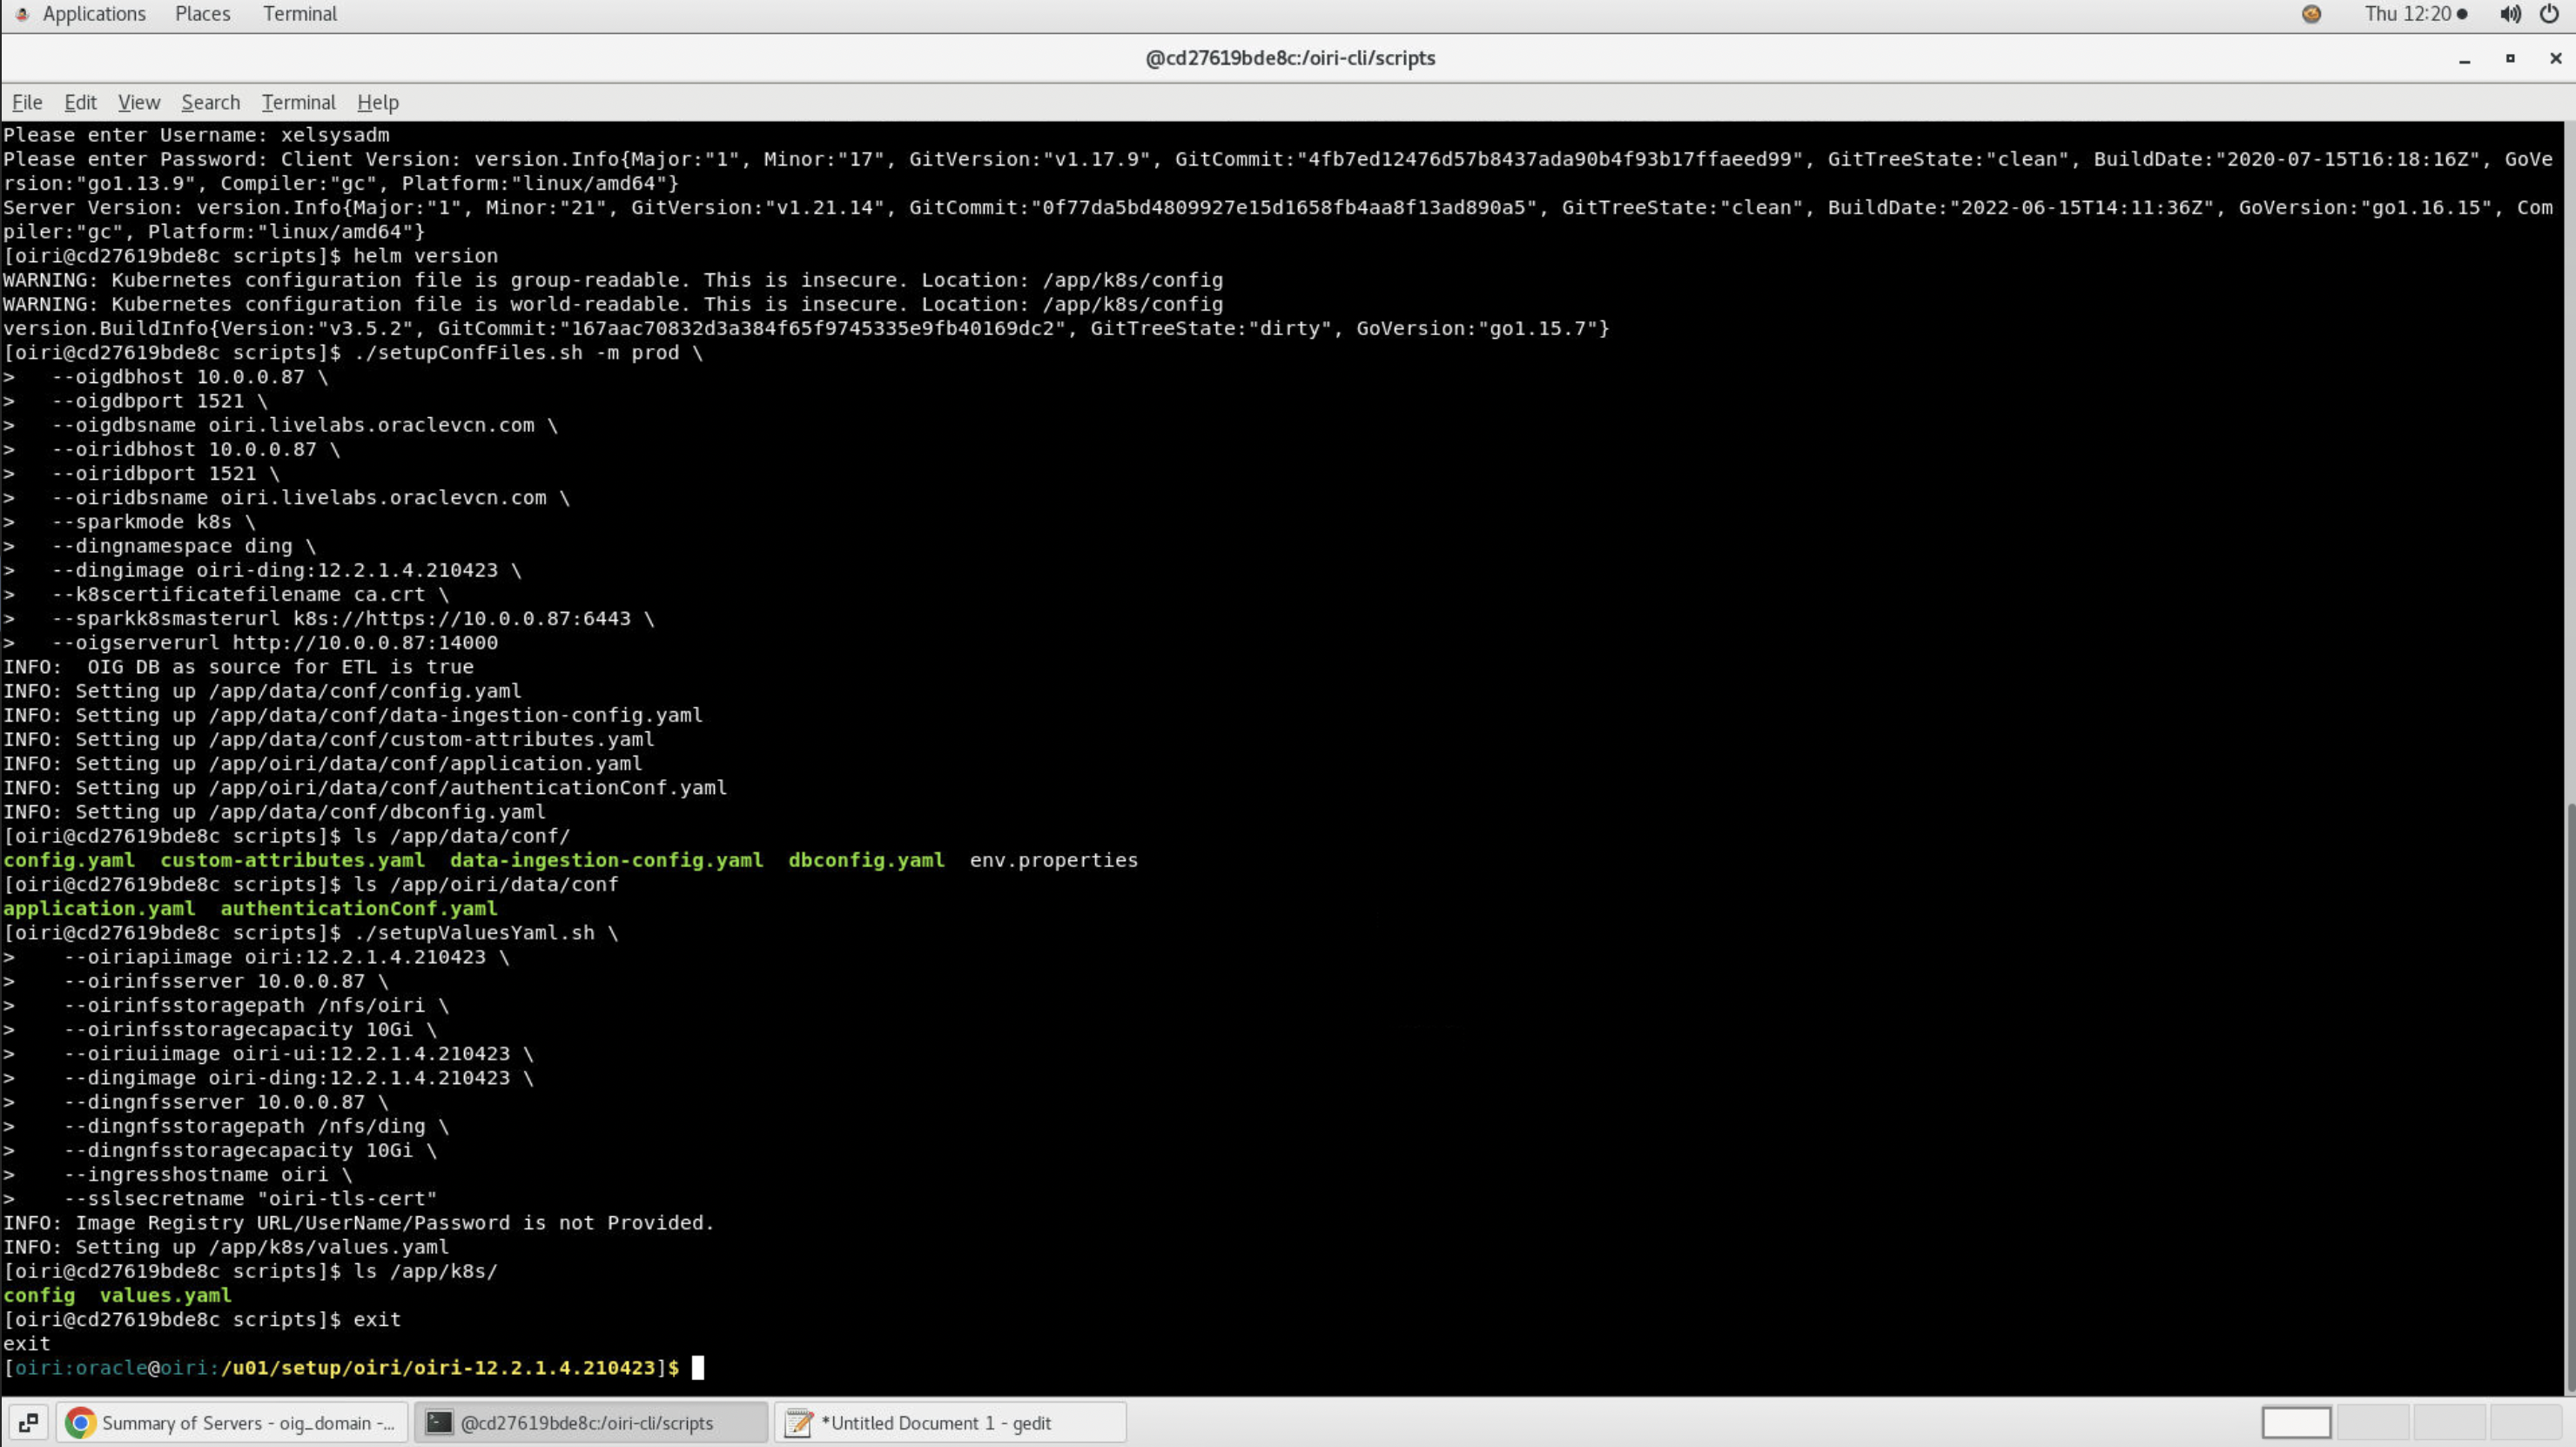 Applications Places Terminal Thu 12:20
@cd27619bde8c:/oiri-cli/scripts
File Edit View Search Terminal Help
Please enter Username: xelsysadm
Please enter Password: Client Version: version.Info{Major:"1", Minor:"17", GitVersion:"v1.17.9", GitCommit:"4fb7ed12476d57b8437ada90b4f93b17ffaeed99", GitTreeState:"clean", BuildDate:"2020-07-15T16:18:16Z", GoVe
rsion:"go1.13.9", Compiler:"gc", Platform:"linux/amd64"}
Server Version: version.Info{Major:"1", Minor:"21", GitVersion:"v1.21.14", GitCommit:"0f77da5bd4809927e15d1658fb4aa8f13ad890a5", GitTreeState:"clean", BuildDate:"2022-06-15T14:11:36Z", GoVersion:"go1.16.15", Com
piler:"gc", Platform:"linux/amd64"}
[oiri@cd27619bde8c scripts]$ helm version
WARNING: Kubernetes configuration file is group-readable. This is insecure. Location: /app/k8s/config
WARNING: Kubernetes configuration file is world-readable. This is insecure. Location: /app/k8s/config
version.BuildInfo{Version:"v3.5.2", GitCommit:"167aac70832d3a384f65f9745335e9fb40169dc2", GitTreeState:"dirty", GoVersion:"go1.15.7"}
[oiri@cd27619bde8c scripts]$ ./setupConfFiles.sh -m prod \
>   --oigdbhost 10.0.0.87 \
>   --oigdbport 1521 \
>   --oigdbsname oiri.livelabs.oraclevcn.com \
>   --oiridbhost 10.0.0.87 \
>   --oiridbport 1521 \
>   --oiridbsname oiri.livelabs.oraclevcn.com \
>   --sparkmode k8s \
>   --dingnamespace ding \
>   --dingimage oiri-ding:12.2.1.4.210423 \
>   --k8scertificatefilename ca.crt \
>   --sparkk8smasterurl k8s://https://10.0.0.87:6443 \
>   --oigserverurl http://10.0.0.87:14000
INFO:  OIG DB as source for ETL is true
INFO: Setting up /app/data/conf/config.yaml
INFO: Setting up /app/data/conf/data-ingestion-config.yaml
INFO: Setting up /app/data/conf/custom-attributes.yaml
INFO: Setting up /app/oiri/data/conf/application.yaml
INFO: Setting up /app/oiri/data/conf/authenticationConf.yaml
INFO: Setting up /app/data/conf/dbconfig.yaml
[oiri@cd27619bde8c scripts]$ ls /app/data/conf/
config.yaml  custom-attributes.yaml  data-ingestion-config.yaml  dbconfig.yaml  env.properties
[oiri@cd27619bde8c scripts]$ ls /app/oiri/data/conf
application.yaml  authenticationConf.yaml
[oiri@cd27619bde8c scripts]$ ./setupValuesYaml.sh \
>    --oiriapiimage oiri:12.2.1.4.210423 \
>    --oirinfsserver 10.0.0.87 \
>    --oirinfsstoragepath /nfs/oiri \
>    --oirinfsstoragecapacity 10Gi \
>    --oiriuiimage oiri-ui:12.2.1.4.210423 \
>    --dingimage oiri-ding:12.2.1.4.210423 \
>    --dingnfsserver 10.0.0.87 \
>    --dingnfsstoragepath /nfs/ding \
>    --dingnfsstoragecapacity 10Gi \
>    --ingresshostname oiri \
>    --sslsecretname "oiri-tls-cert"
INFO: Image Registry URL/UserName/Password is not Provided.
INFO: Setting up /app/k8s/values.yaml
[oiri@cd27619bde8c scripts]$ ls /app/k8s/
config  values.yaml
[oiri@cd27619bde8c scripts]$ exit
exit
[oiri:oracle@oiri:/u01/setup/oiri/oiri-12.2.1.4.210423]$
Summary of Servers - oig_domain -... @cd27619bde8c:/oiri-cli/scripts *Untitled Document 1 - gedit